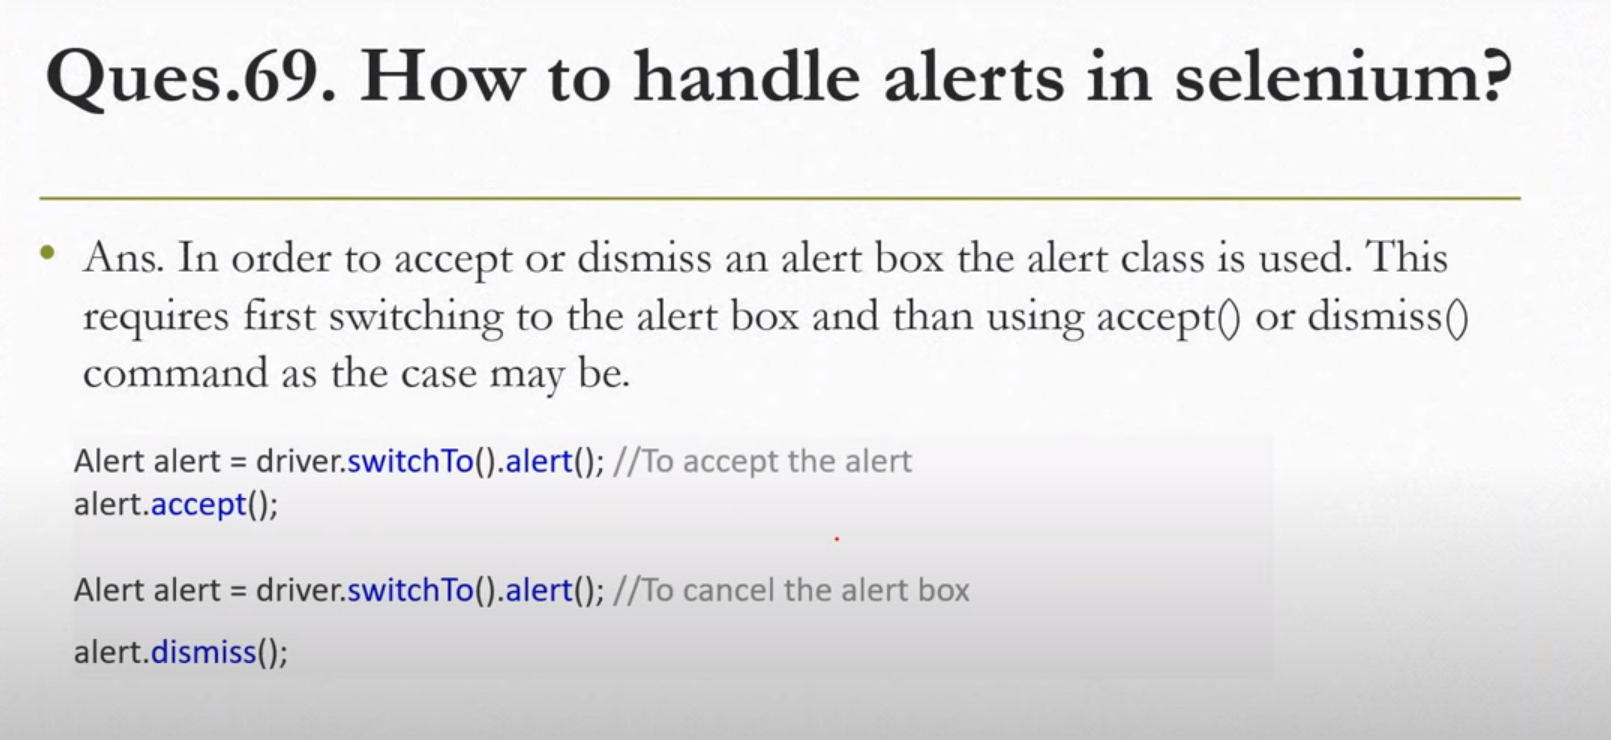 Ques.69. How to handle alerts in selenium?
• Ans. In order to accept or dismiss an alert box the alert class is used. This
requires first switching to the alert box and than using accept() or dismiss()
command as the case may be.
Alert alert = driver.switchTo().alert(); //To accept the alert
alert.accept();
Alert alert = driver.switchTo().alert(); //To cancel the alert box
alert.dismiss();